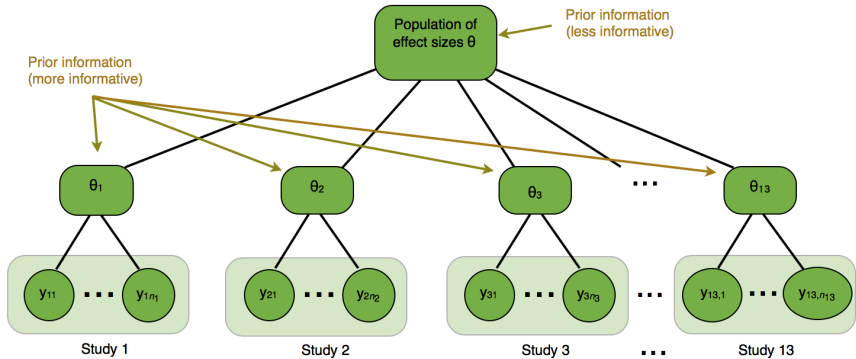 Population of
effect sizes θ
Prior information
(less informative)
Prior information
(more informative)
θ1
θ2
θ3
...
θ13
y11 ... y1n1
y21 ... y2n2
y31 ... y3n3
...
y13,1 ... y13,n13
Study 1
Study 2
Study 3
...
Study 13